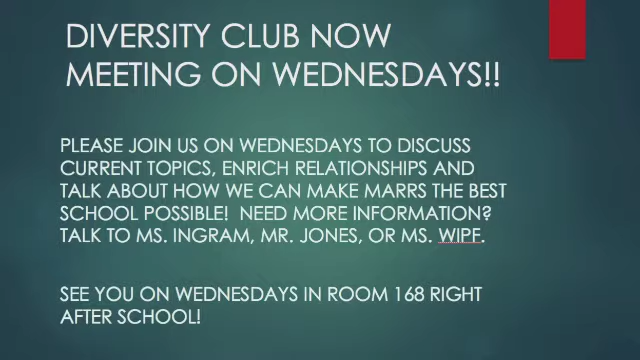 DIVERSITY CLUB NOW
MEETING ON WEDNESDAYS!!
PLEASE JOIN US ON WEDNESDAYS TO DISCUSS
CURRENT TOPICS, ENRICH RELATIONSHIPS AND
TALK ABOUT HOW WE CAN MAKE MARRS THE BEST
SCHOOL POSSIBLE!  NEED MORE INFORMATION?
TALK TO MS. INGRAM, MR. JONES, OR MS. WIPF.
SEE YOU ON WEDNESDAYS IN ROOM 168 RIGHT
AFTER SCHOOL!